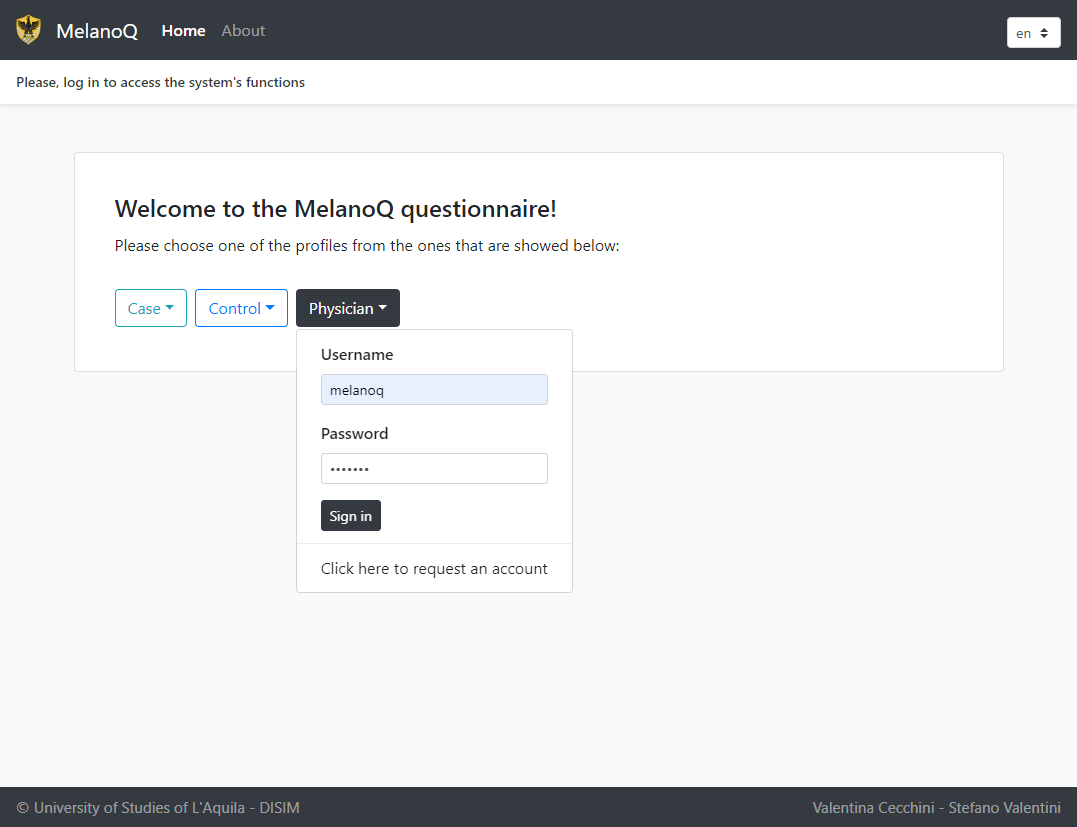 MelanoQ Home About en
Please, log in to access the system's functions
Welcome to the MelanoQ questionnaire!
Please choose one of the profiles from the ones that are showed below:
Case Control Physician
Username
melanoq
Password
•••••••
Sign in
Click here to request an account
© University of Studies of L'Aquila - DISIM Valentina Cecchini - Stefano Valentini